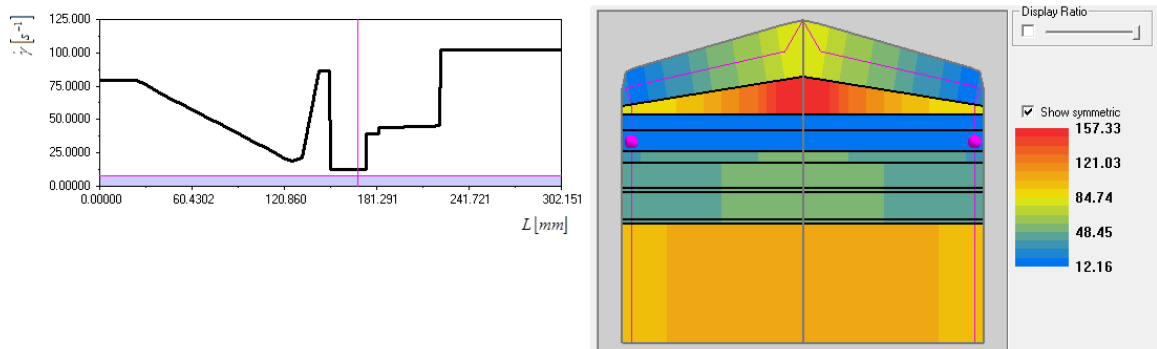 125.000
125.000
75.00
50.0000
25.0000
0.00000
γ̇ [s⁻¹]
0.00000 60.4302 120.860 181.291 241.721 302.151
L [mm]
Display Ratio
Show symmetric
157.33
121.03
84.74
48.45
12.16